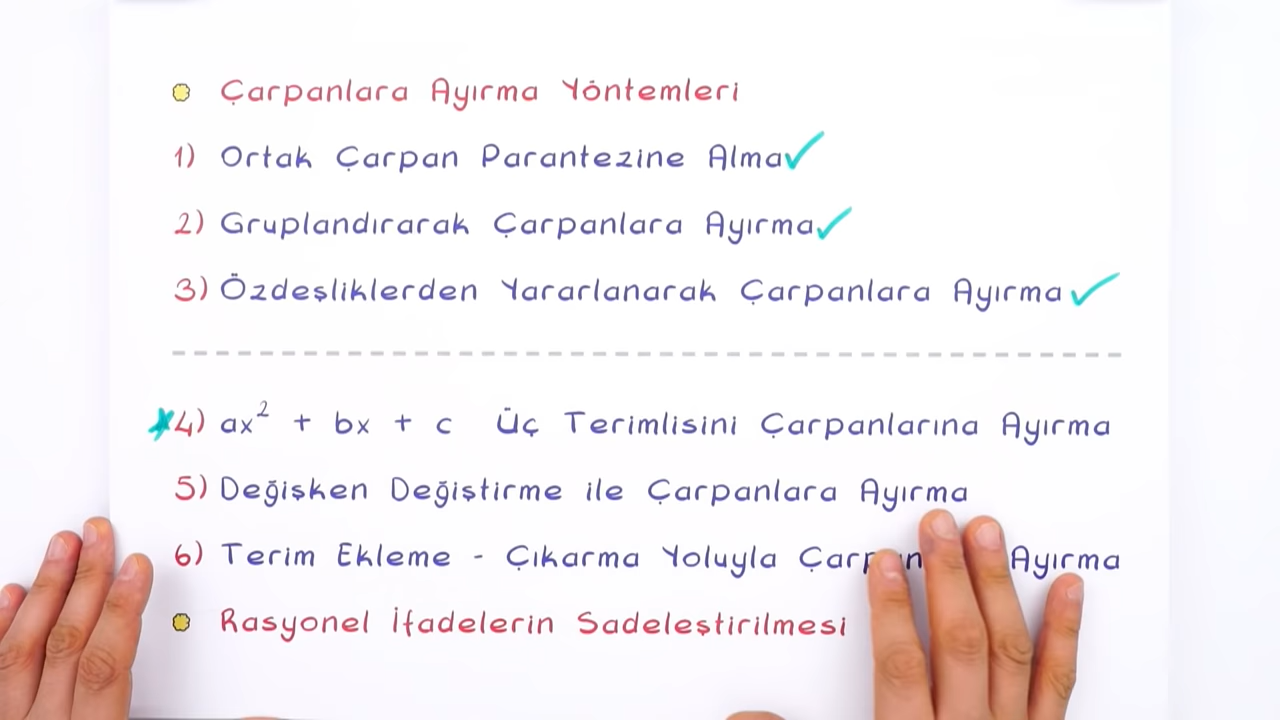 Çarpanlara Ayırma Yöntemleri
1) Ortak Çarpan Parantezine Alma
2) Gruplandırarak Çarpanlara Ayırma
3) Özdeşliklerden Yararlanarak Çarpanlara Ayırma
4) ax² + bx + c Üç Terimlisini Çarpanlarına Ayırma
5) Değişken Değiştirme ile Çarpanlara Ayırma
6) Terim Ekleme - Çıkarma Yoluyla Ayırma
Rasyonel İfadelerin Sadeleştirilmesi